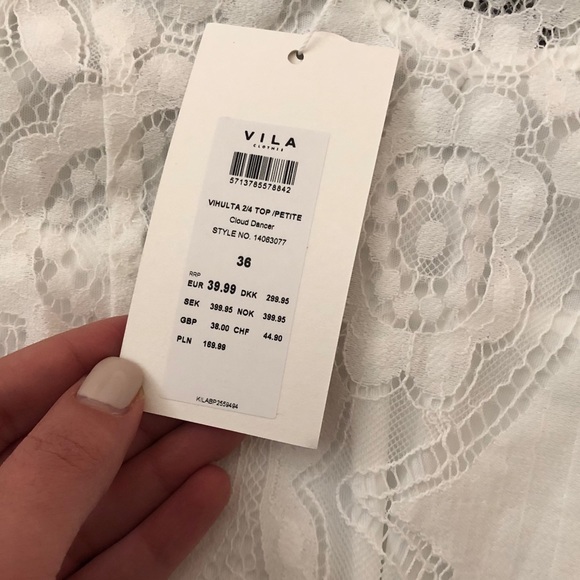 VILA
CLOTHES
5713785578842
VIHULTA 2/4 TOP /PETITE
Cloud Dancer
STYLE NO. 14063077
36
RRP
EUR 39.99 DKK 299.95
SEK 399.95 NOK 399.95
GBP 38.00 CHF 44.90
PLN 169.99
KILABP2559494